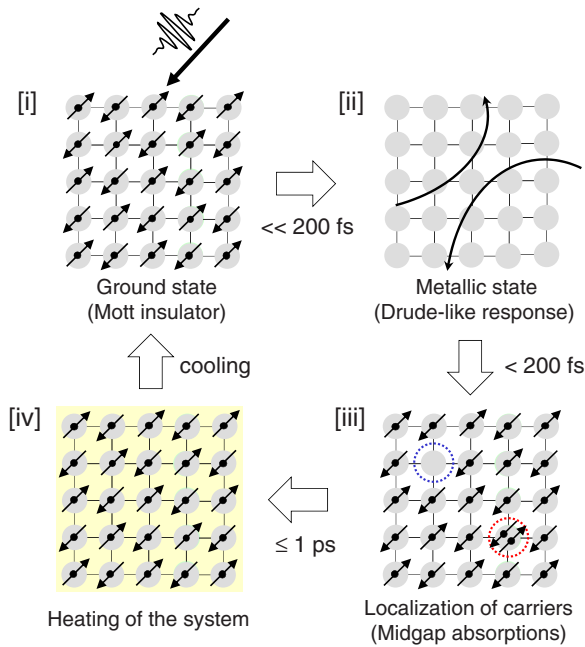 [i]
[ii]
<< 200 fs
Ground state
(Mott insulator)
Metallic state
(Drude-like response)
cooling
< 200 fs
[iv]
[iii]
≤ 1 ps
Heating of the system
Localization of carriers
(Midgap absorptions)